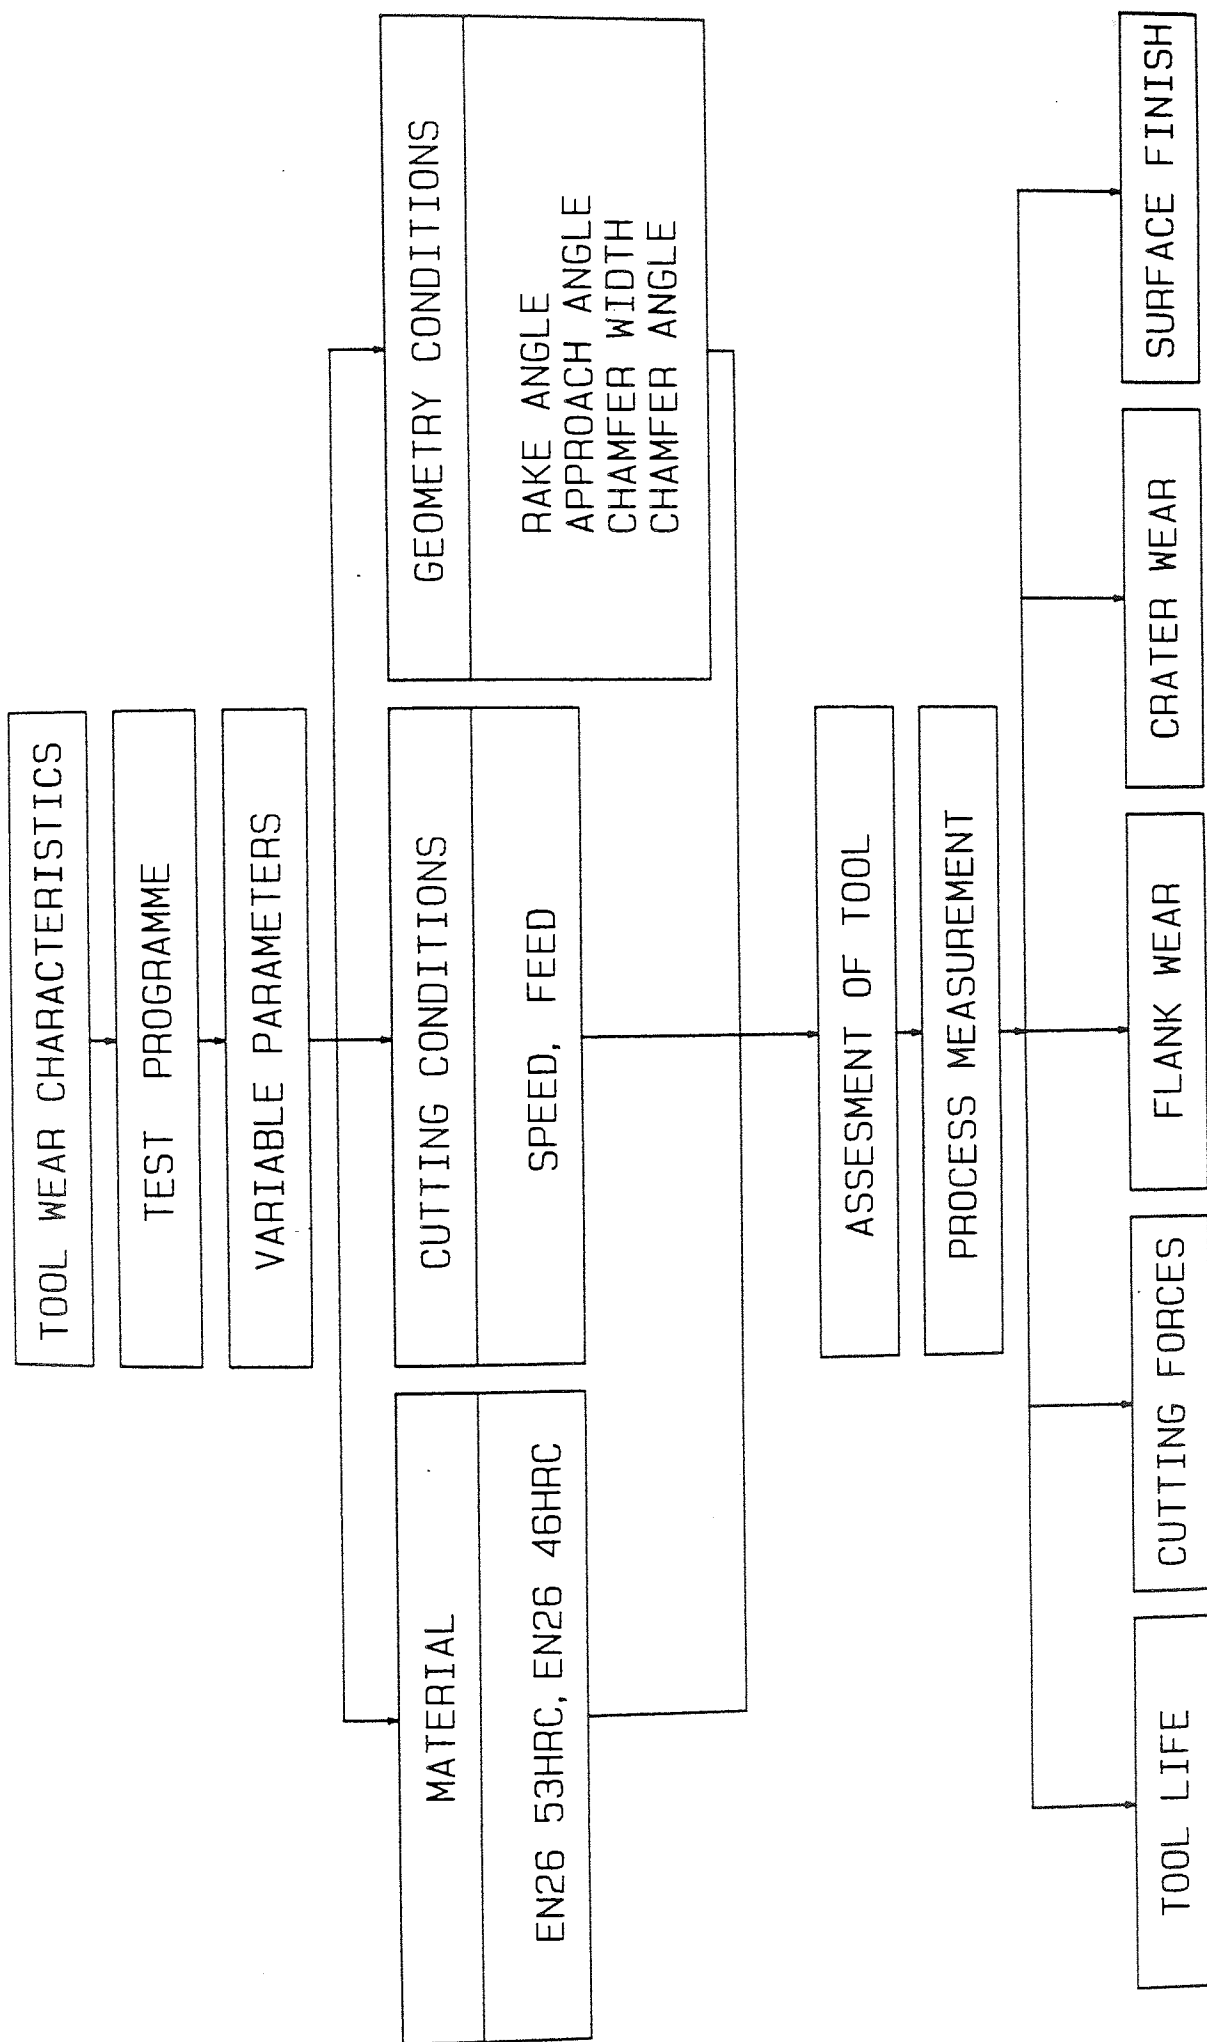 TOOL WEAR CHARACTERISTICS
TEST PROGRAMME
VARIABLE PARAMETERS
MATERIAL
EN26 53HRC, EN26 46HRC
CUTTING CONDITIONS
SPEED, FEED
GEOMETRY CONDITIONS
RAKE ANGLE
APPROACH ANGLE
CHAMFER WIDTH
CHAMFER ANGLE
ASSESMENT OF TOOL
PROCESS MEASUREMENT
TOOL LIFE
CUTTING FORCES
FLANK WEAR
CRATER WEAR
SURFACE FINISH